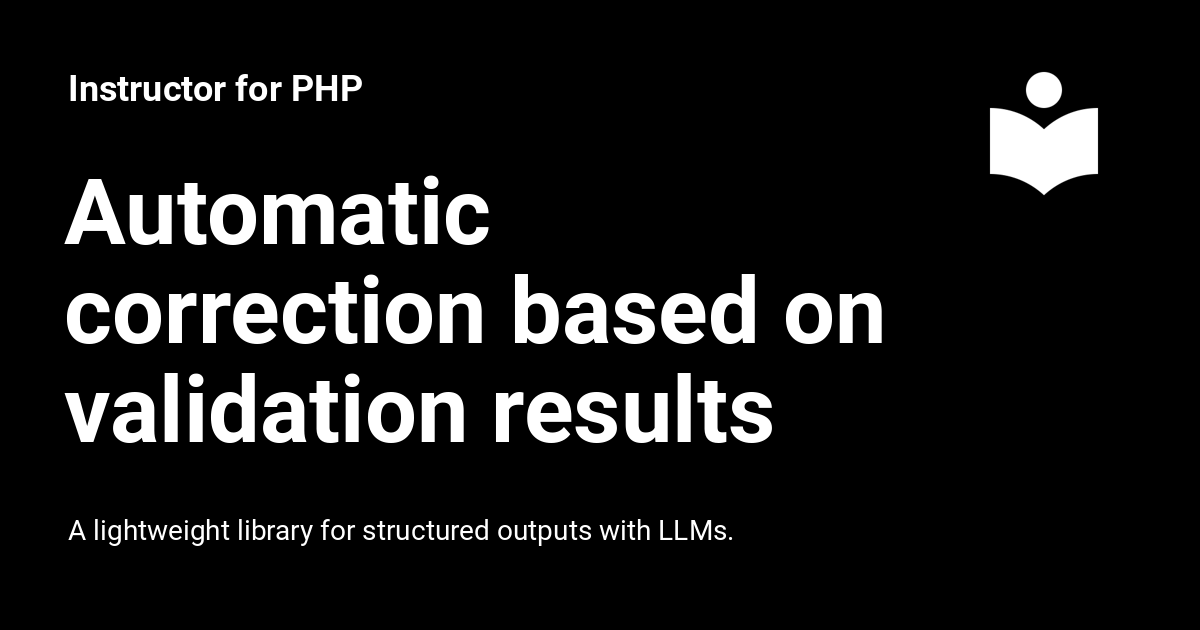 Instructor for PHP
Automatic
correction based on
validation results
A lightweight library for structured outputs with LLMs.